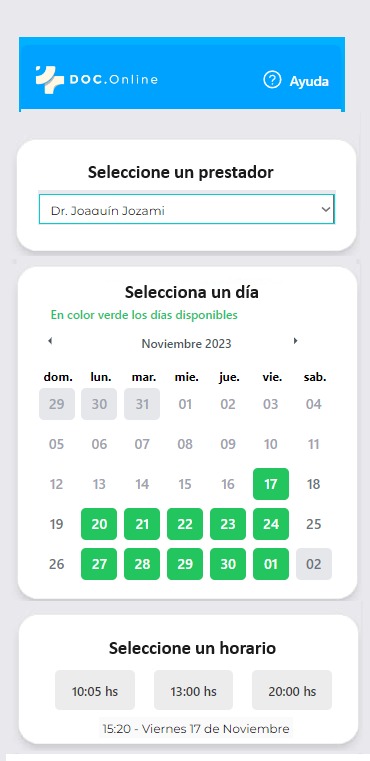 DOC.Online
Ayuda
Seleccione un prestador
Dr. Joaquín Jozami
Selecciona un día
En color verde los días disponibles
Noviembre 2023
dom. lun. mar. mie. jue. vie. sab.
29 30 31 01 02 03 04
05 06 07 08 09 10 11
12 13 14 15 16 17 18
19 20 21 22 23 24 25
26 27 28 29 30 01 02
Seleccione un horario
10:05 hs 13:00 hs 20:00 hs
15:20 - Viernes 17 de Noviembre